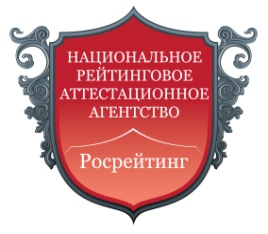 НАЦИОНАЛЬНОЕ
РЕЙТИНГОВОЕ
АТТЕСТАЦИОННОЕ
АГЕНТСТВО
Росрейтинг